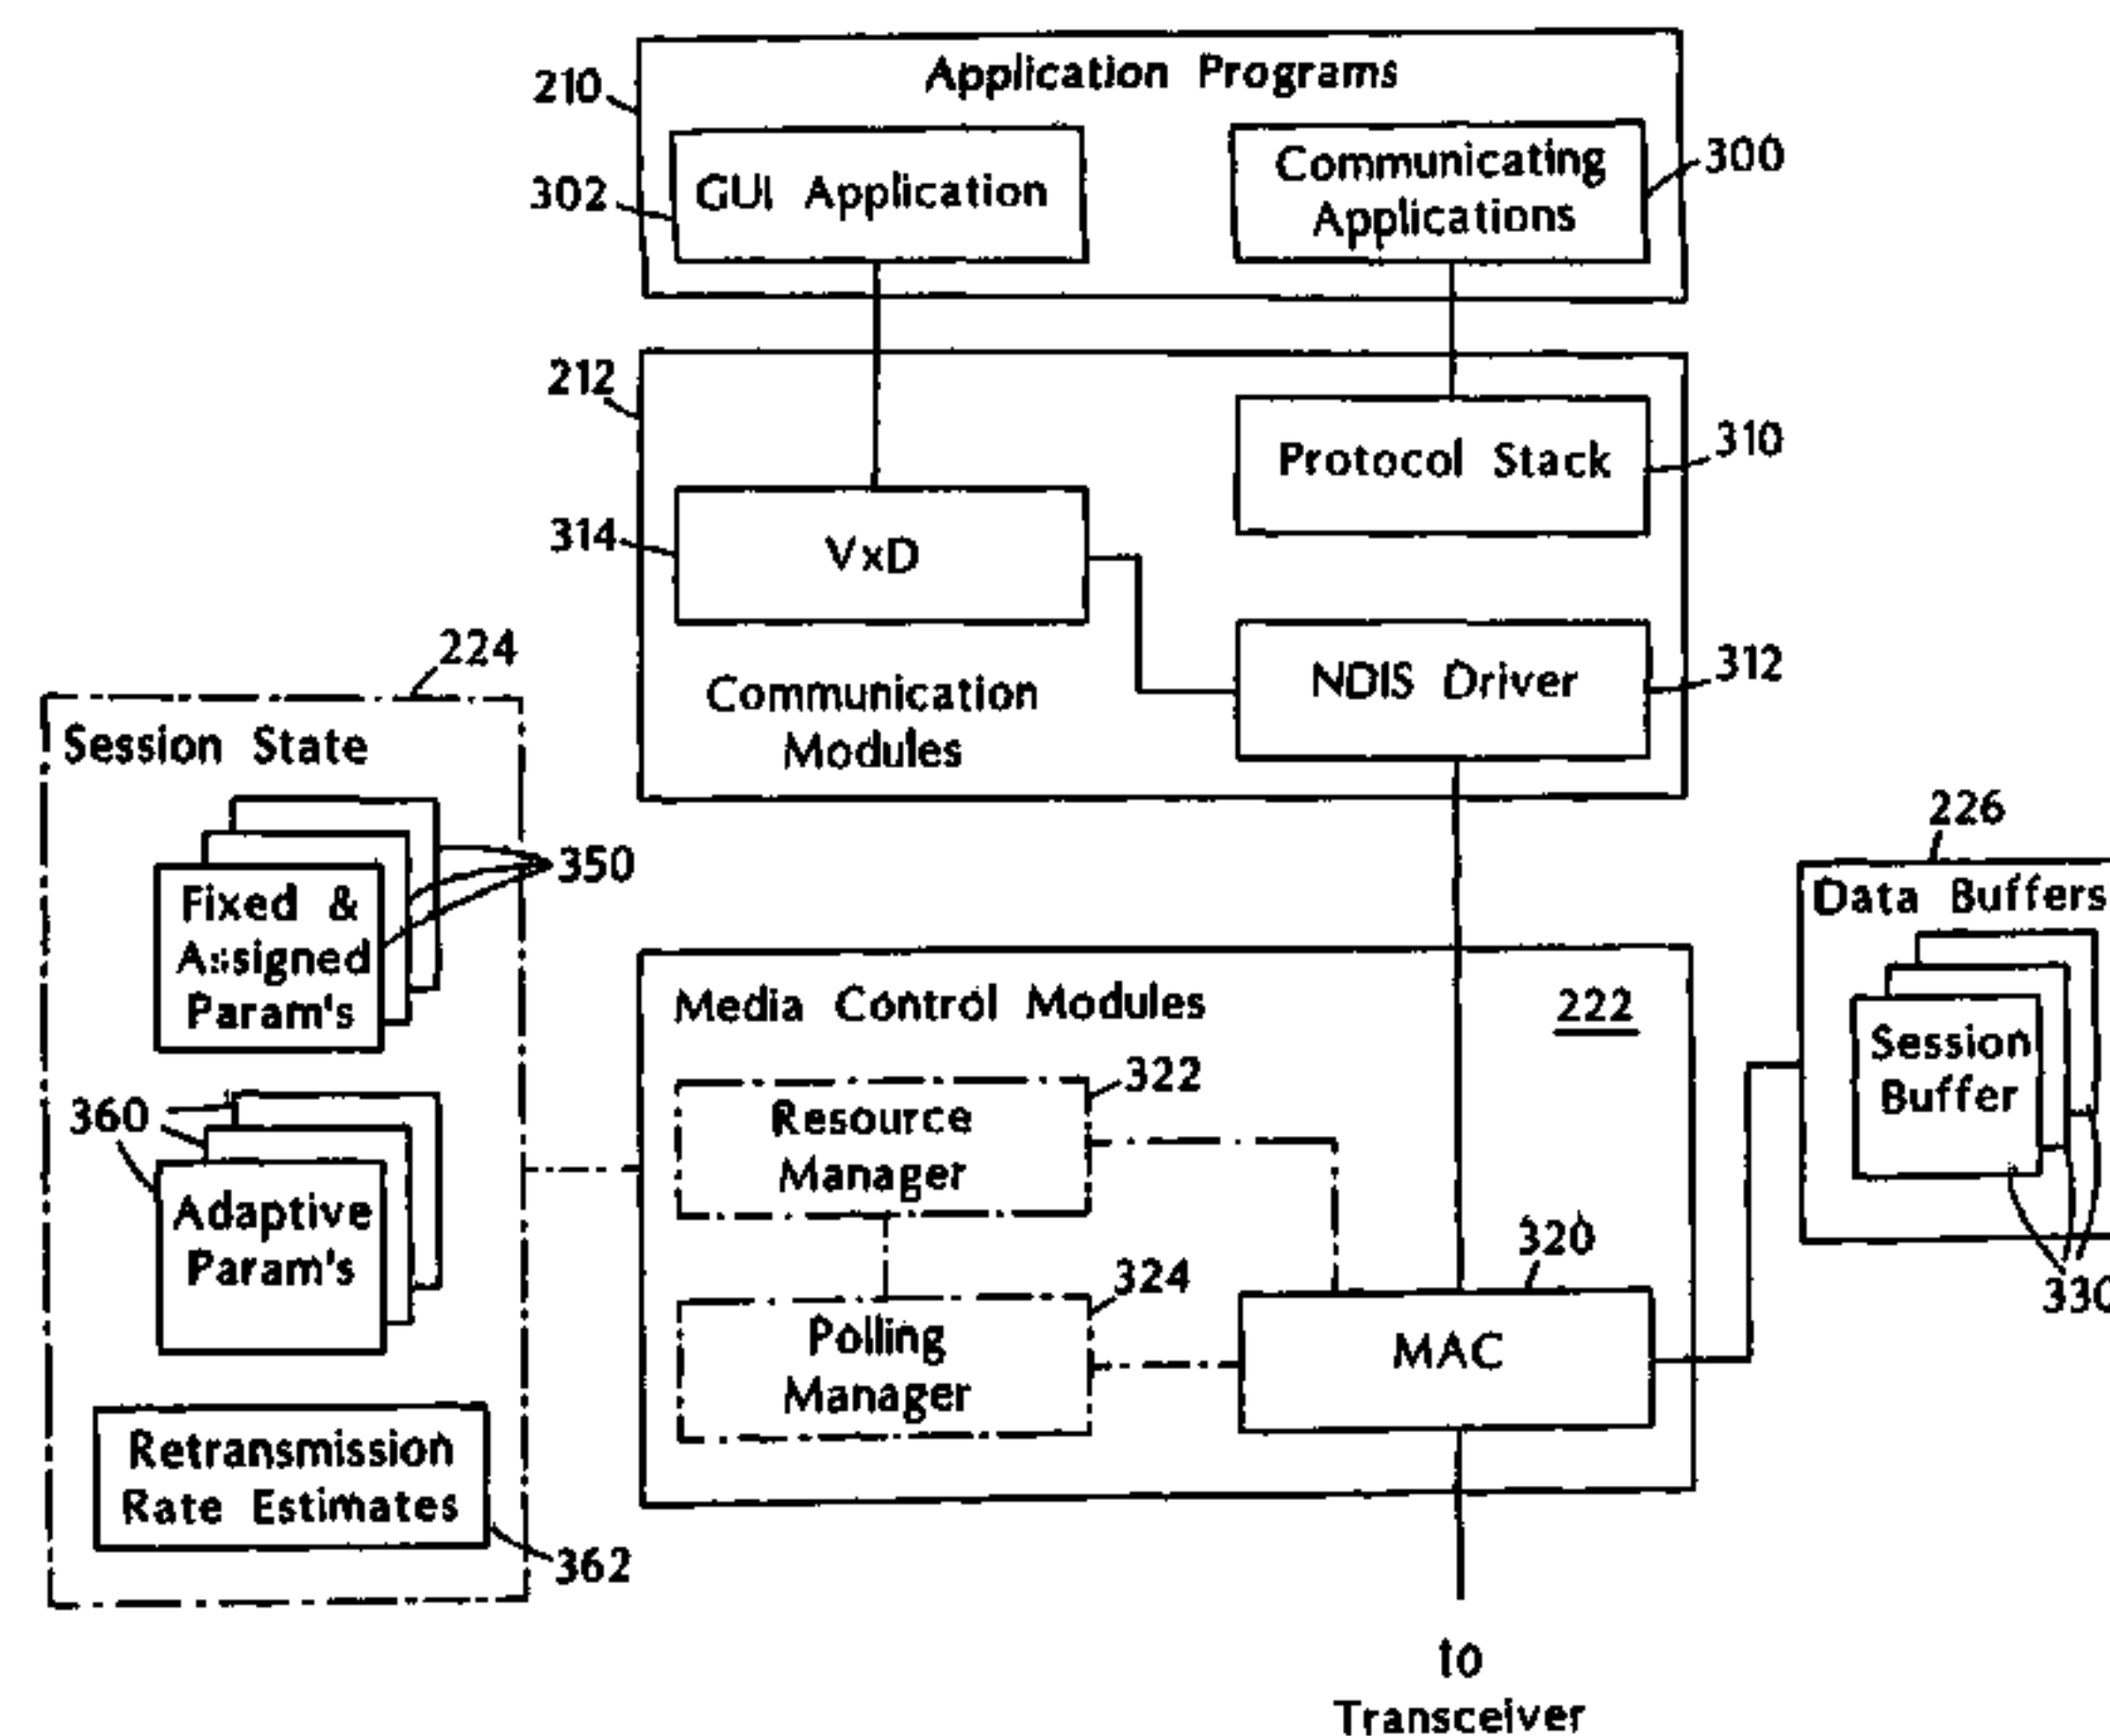 Application Programs
210
GUI Application
302
Communicating
Applications
300
212
Protocol Stack
310
314
VxD
NDIS Driver
312
Communication
Modules
224
Session State
350
Fixed &
Assigned
Param's
360
Adaptive
Param's
Retransmission
Rate Estimates
362
Media Control Modules
222
322
Resource
Manager
324
Polling
Manager
320
MAC
226
Data Buffers
Session
Buffer
330
to
Transceiver